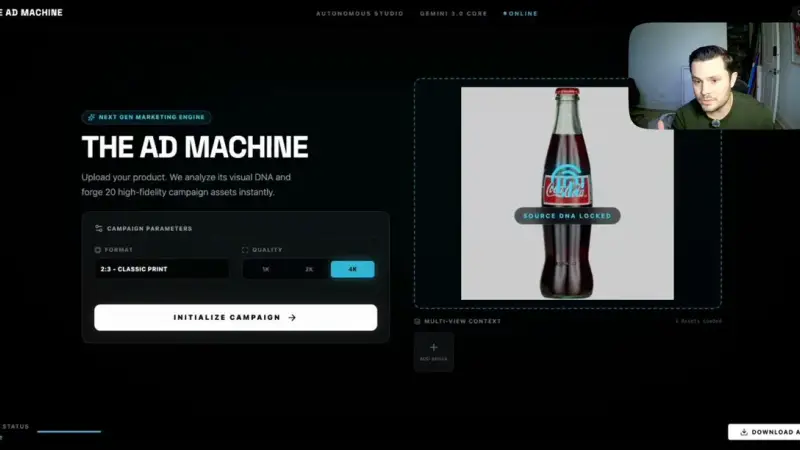 E AD MACHINE
AUTONOMOUS STUDIO
GEMINI 3.0 CORE
ONLINE
NEXT GEN MARKETING ENGINE
THE AD MACHINE
Upload your product. We analyze its visual DNA and
forge 20 high-fidelity campaign assets instantly.
CAMPAIGN PARAMETERS
FORMAT
QUALITY
2:3 - CLASSIC PRINT
1K
2K
4K
INITIALIZE CAMPAIGN
Coca-Cola
SOURCE DNA LOCKED
MULTI-VIEW CONTEXT
STATUS
DOWNLOAD A